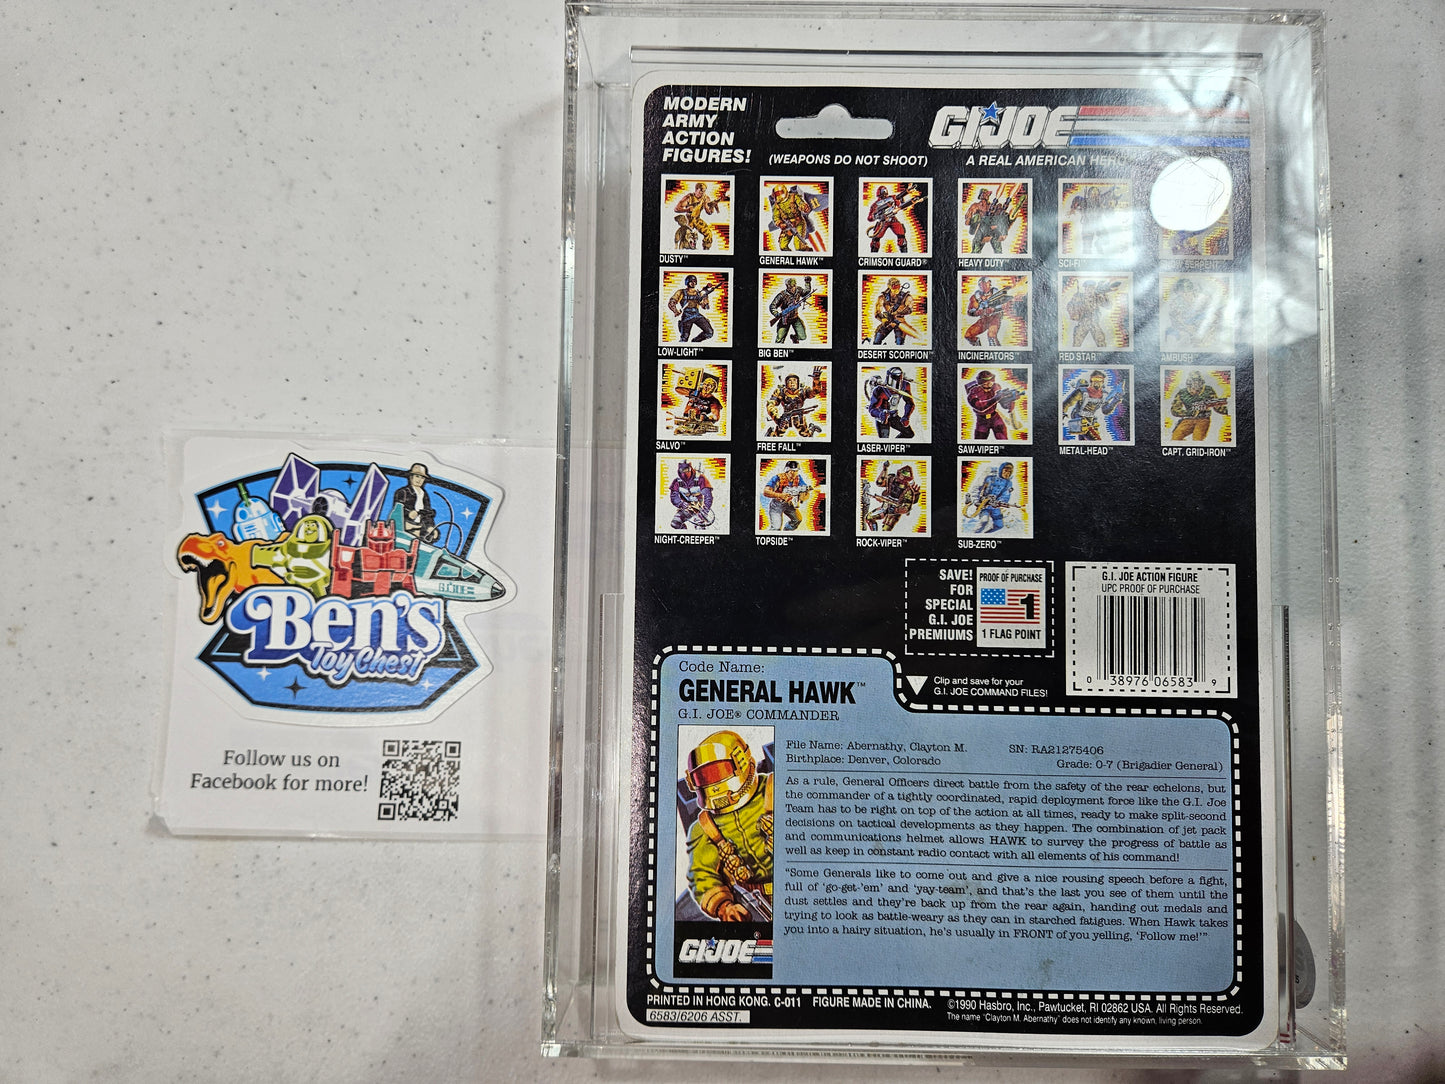 MODERN
ARMY
ACTION
FIGURES!
(WEAPONS DO NOT SHOOT)
G.I. JOE
A REAL AMERICAN HERO
DUSTY™
GENERAL HAWK™
CRIMSON GUARD®
HEAVY DUTY™
SCI-FI™
SERPENT™
LOW-LIGHT™
BIG BEN™
DESERT SCORPION™
INCINERATORS™
RED STAR™
AMBUSH™
SALVO™
FREE FALL™
LASER-VIPER™
SAW-VIPER™
METAL-HEAD™
CAPT. GRID-IRON™
NIGHT-CREEPER™
TOPSIDE™
ROCK-VIPER™
SUB-ZERO™
SAVE!
FOR
SPECIAL
G.I. JOE
PREMIUMS
PROOF OF PURCHASE
1
1 FLAG POINT
G.I. JOE ACTION FIGURE
UPC PROOF OF PURCHASE
0 38976 06583 9
Clip and save for your
G.I. JOE COMMAND FILES!
Code Name:
GENERAL HAWK™
G.I. JOE® COMMANDER
File Name: Abernathy, Clayton M. SN: RA21275406
Birthplace: Denver, Colorado Grade: 0-7 (Brigadier General)
As a rule, General Officers direct battle from the safety of the rear echelons, but
the commander of a tightly coordinated, rapid deployment force like the G.I. Joe
Team has to be right on top of the action at all times, ready to make split-second
decisions on tactical developments as they happen. The combination of jet pack
and communications helmet allows HAWK to survey the progress of battle as
well as keep in constant radio contact with all elements of his command!
"Some Generals like to come out and give a nice rousing speech before a fight,
full of 'go-get-'em' and 'yay-team', and that's the last you see of them until the
dust settles and they're back up from the rear again, handing out medals and
trying to look as battle-weary as they can in starched fatigues. When Hawk takes
you into a hairy situation, he's usually in FRONT of you yelling, 'Follow me!'"
G.I. JOE®
PRINTED IN HONG KONG. C-011 FIGURE MADE IN CHINA.
6583/6206 ASST.
©1990 Hasbro, Inc., Pawtucket, RI 02862 USA. All Rights Reserved.
The name "Clayton M. Abernathy" does not identify any known, living person.
G.I. JOE
Ben's
Toy Chest
Follow us on
Facebook for more!